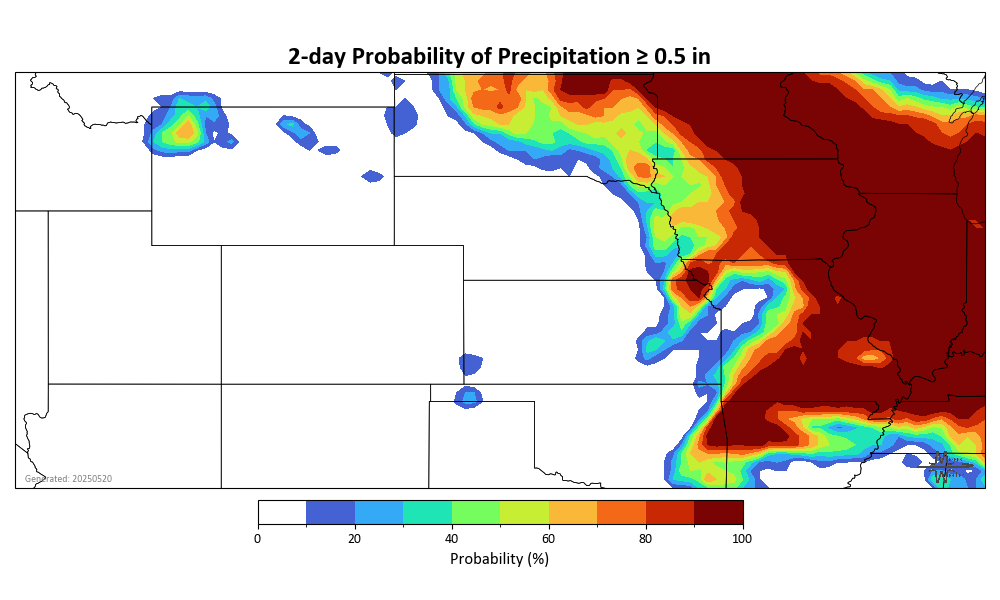 2-day Probability of Precipitation ≥ 0.5 in
Generated: 20250520
0 20 40 60 80 100
Probability (%)